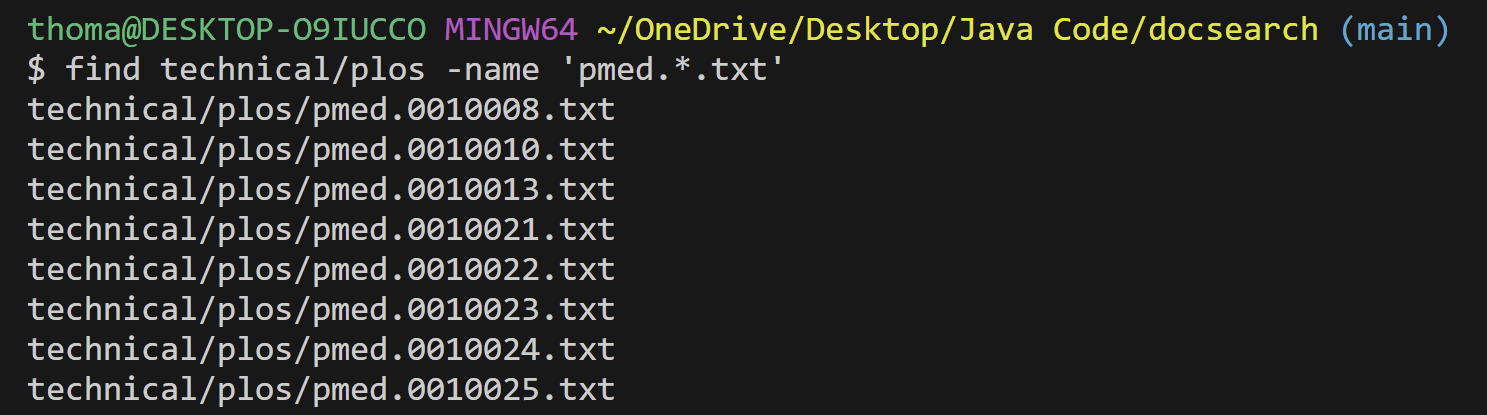 thoma@DESKTOP-O9IUCCO MINGW64 ~/OneDrive/Desktop/Java Code/docsearch (main)
$ find technical/plos -name 'pmed.*.txt'
technical/plos/pmed.0010008.txt
technical/plos/pmed.0010010.txt
technical/plos/pmed.0010013.txt
technical/plos/pmed.0010021.txt
technical/plos/pmed.0010022.txt
technical/plos/pmed.0010023.txt
technical/plos/pmed.0010024.txt
technical/plos/pmed.0010025.txt